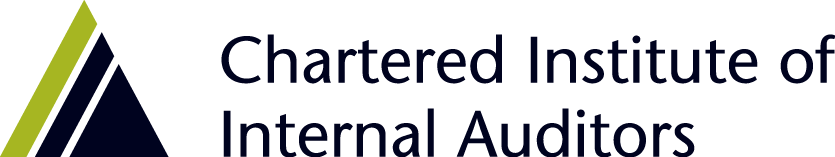 Chartered Institute of
Internal Auditors